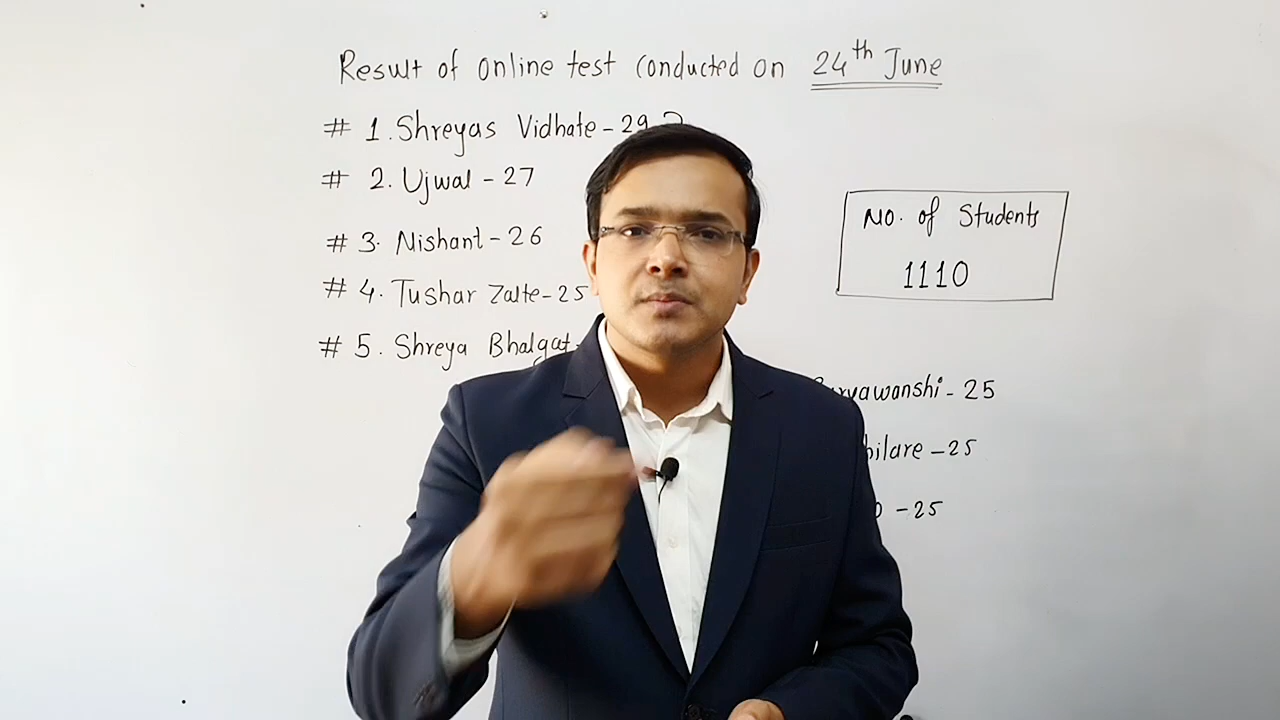 Result of online test conducted on 24th June
# 1. Shreyas Vidhate - 29
# 2. Ujwal - 27
# 3. Nishant - 26
# 4. Tushar Zalte - 25
# 5. Shreya Bhalgat
No. of Students
1110
- 25
- 25
- 25